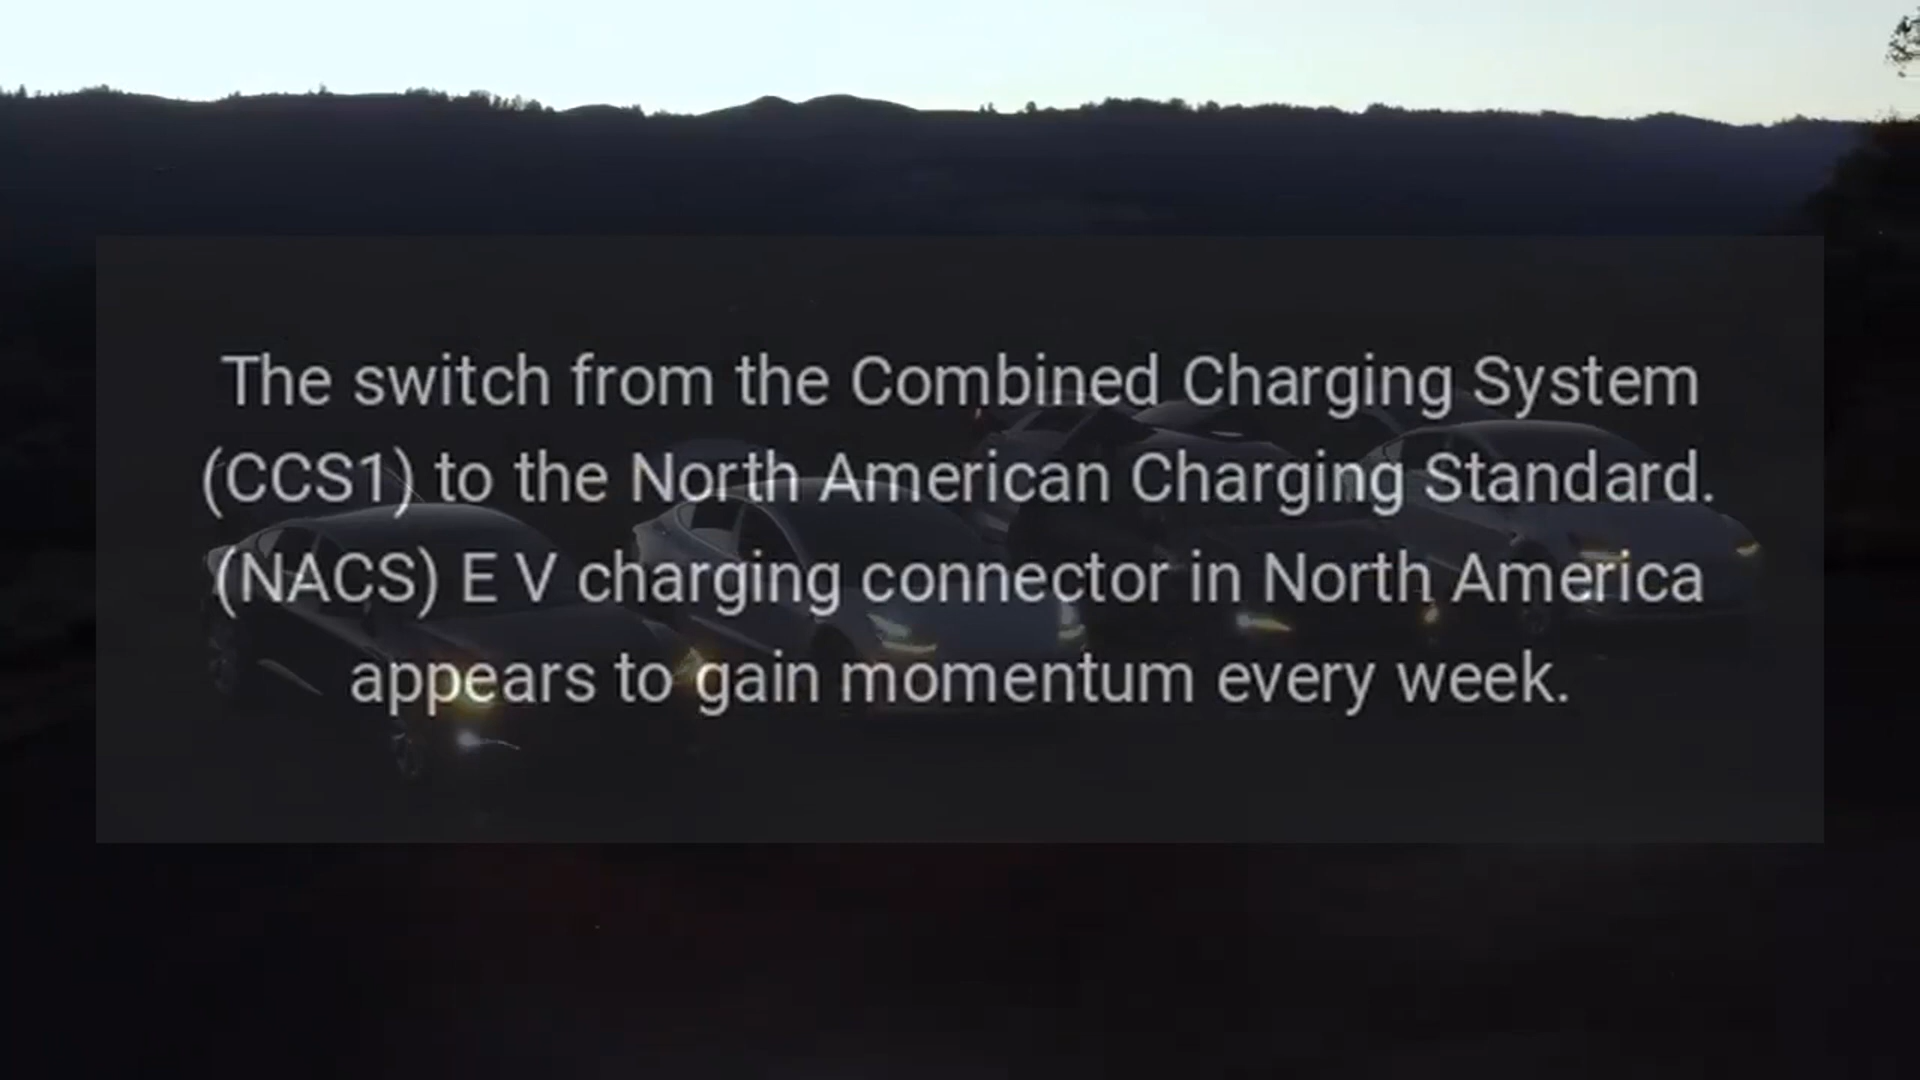 The switch from the Combined Charging System
(CCS1) to the North American Charging Standard.
(NACS) E V charging connector in North America
appears to gain momentum every week.